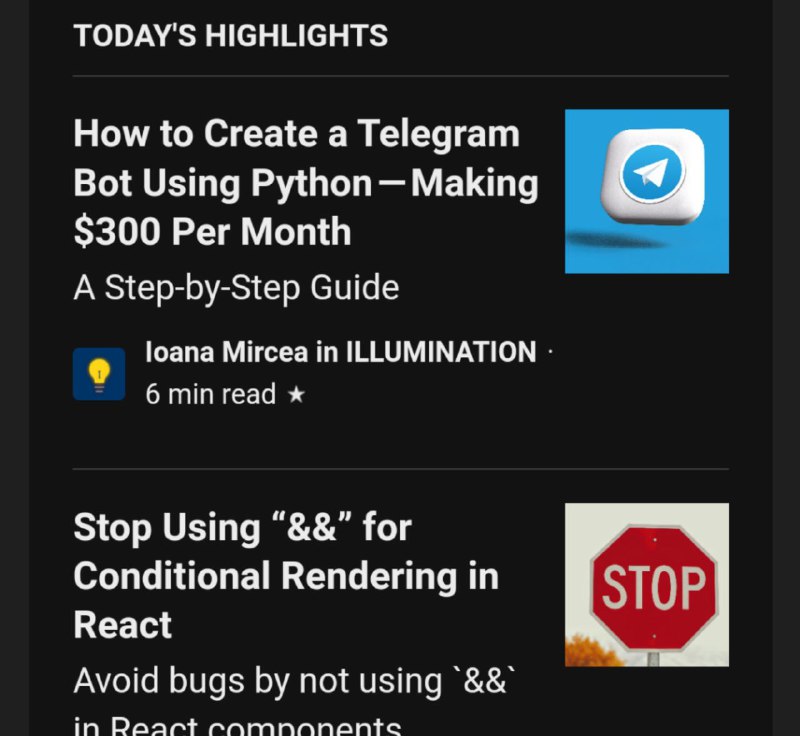 TODAY'S HIGHLIGHTS
How to Create a Telegram
Bot Using Python — Making
$300 Per Month
A Step-by-Step Guide
Ioana Mircea in ILLUMINATION ·
6 min read ★
Stop Using “&&” for
Conditional Rendering in
React
STOP
Avoid bugs by not using `&&`
in React components